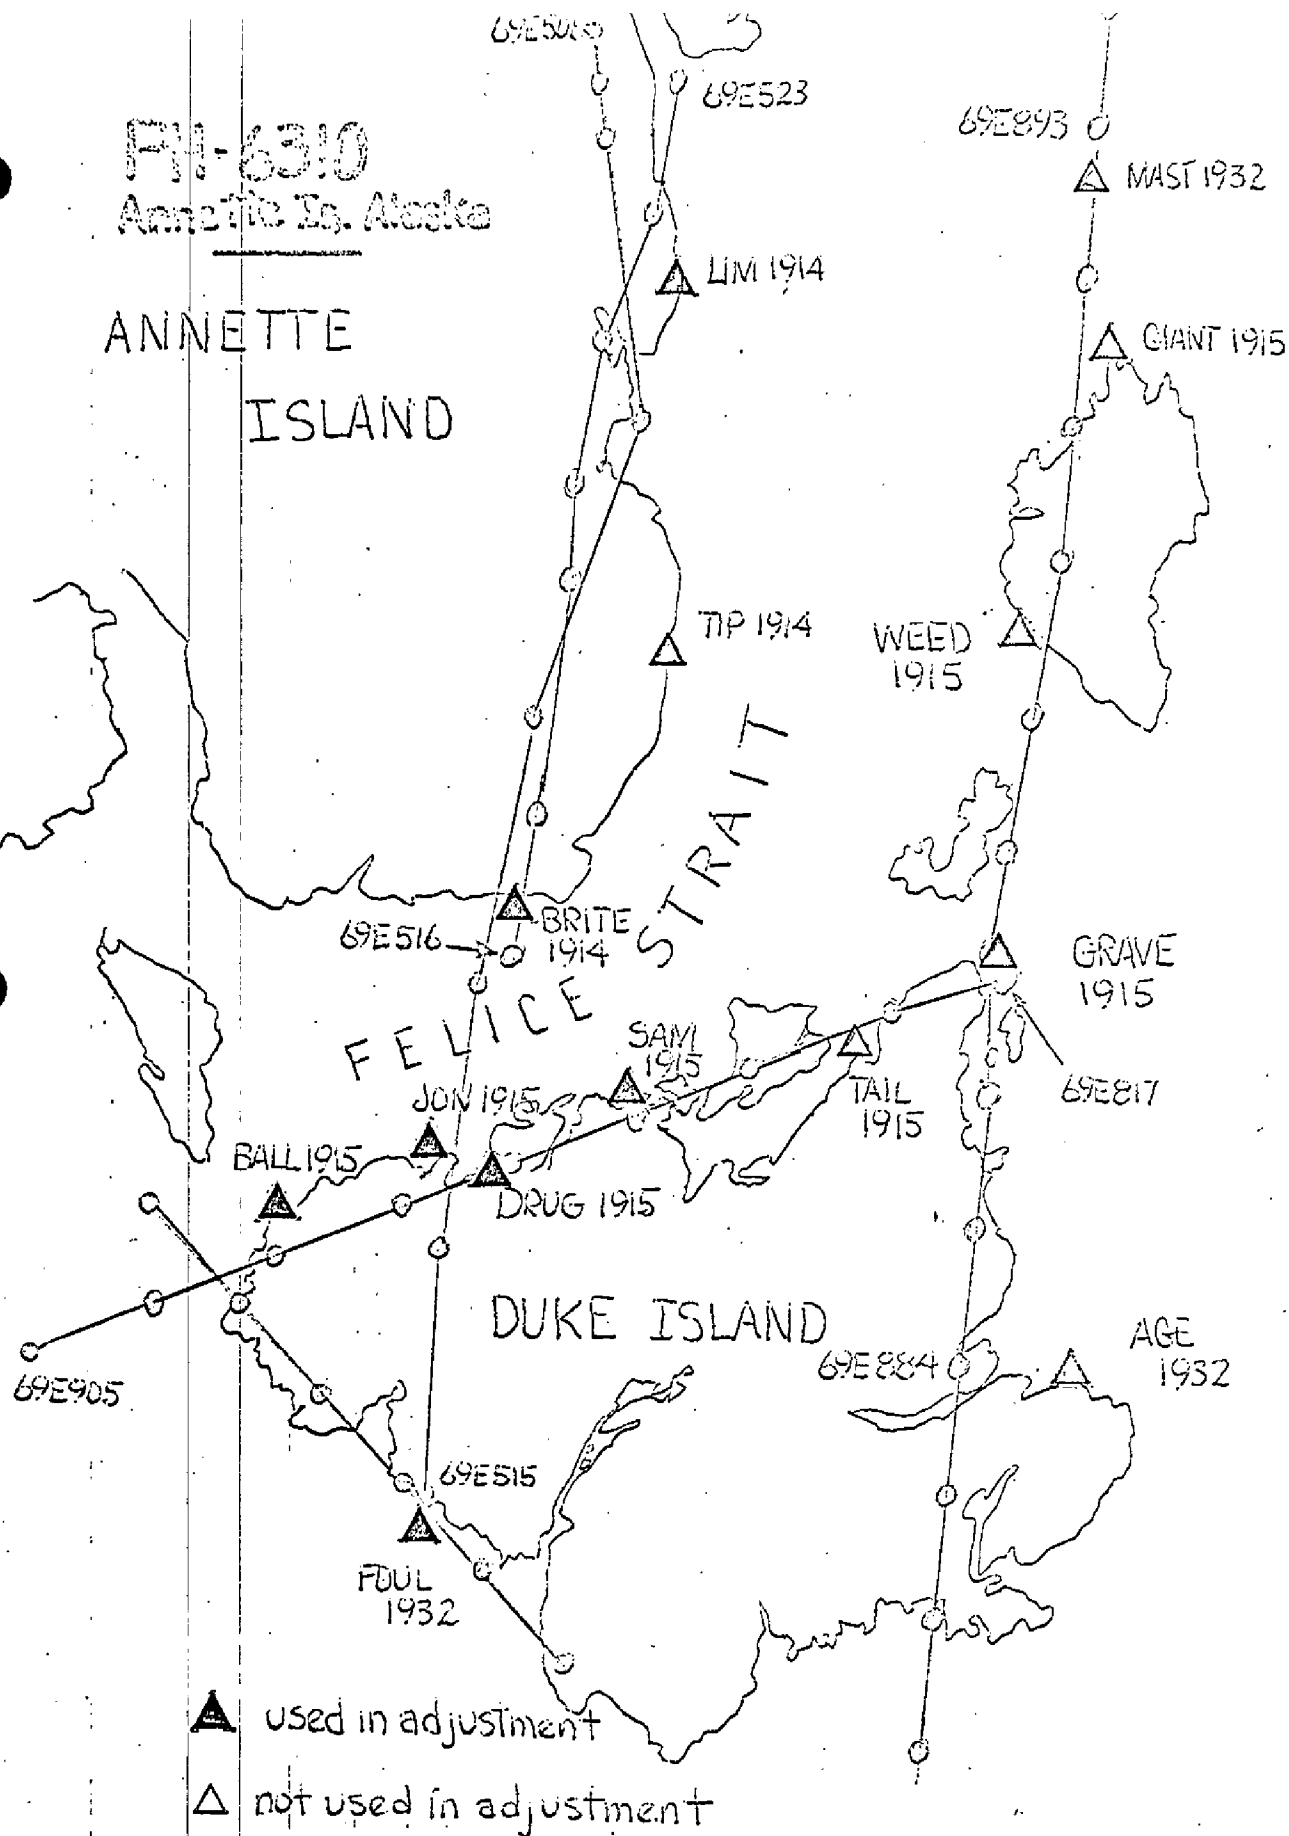 69E523
69E893
PH-6310
MAST 1932
Annette Is. Alaska
LIM 1914
ANNETTE
GIANT 1915
ISLAND
TIP 1914
WEED
1915
STRAIT
BRITE
1914
69E516
GRAVE
1915
FELICE
SAM
1915
69E817
JON 1915
TAIL
1915
BALL 1915
DRUG 1915
DUKE ISLAND
AGE
1932
69E884
69E905
69E515
FOUL
1932
used in adjustment
not used in adjustment